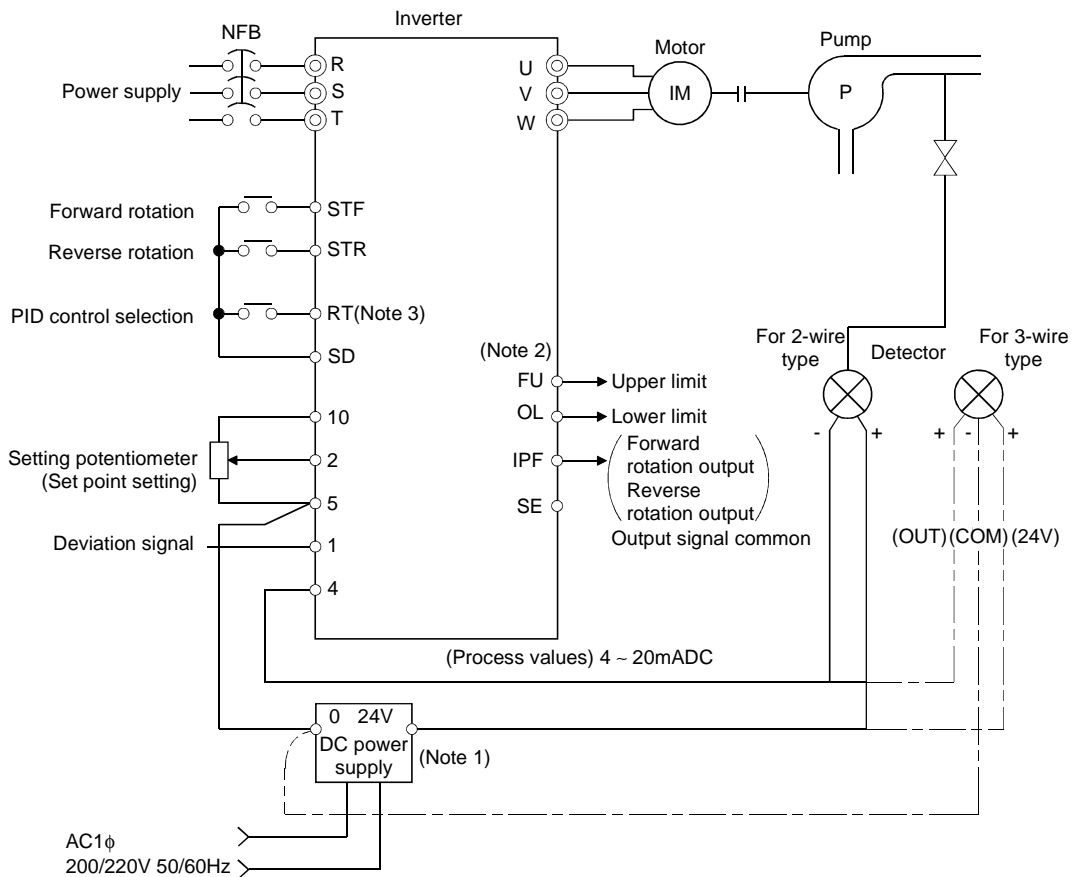 Inverter
NFB
Motor
Pump
R
S
T
Power supply
U
V
W
IM
P
Forward rotation
STF
Reverse rotation
STR
PID control selection
RT(Note 3)
SD
(Note 2)
FU
Upper limit
OL
Lower limit
IPF
Forward
rotation output
Reverse
rotation output
SE
Output signal common
For 2-wire
type
Detector
For 3-wire
type
- +
+ - +
(OUT)(COM)(24V)
10
Setting potentiometer
(Set point setting)
2
5
Deviation signal
1
4
(Process values) 4 ~ 20mADC
0 24V
DC power
supply
(Note 1)
AC1ϕ
200/220V 50/60Hz